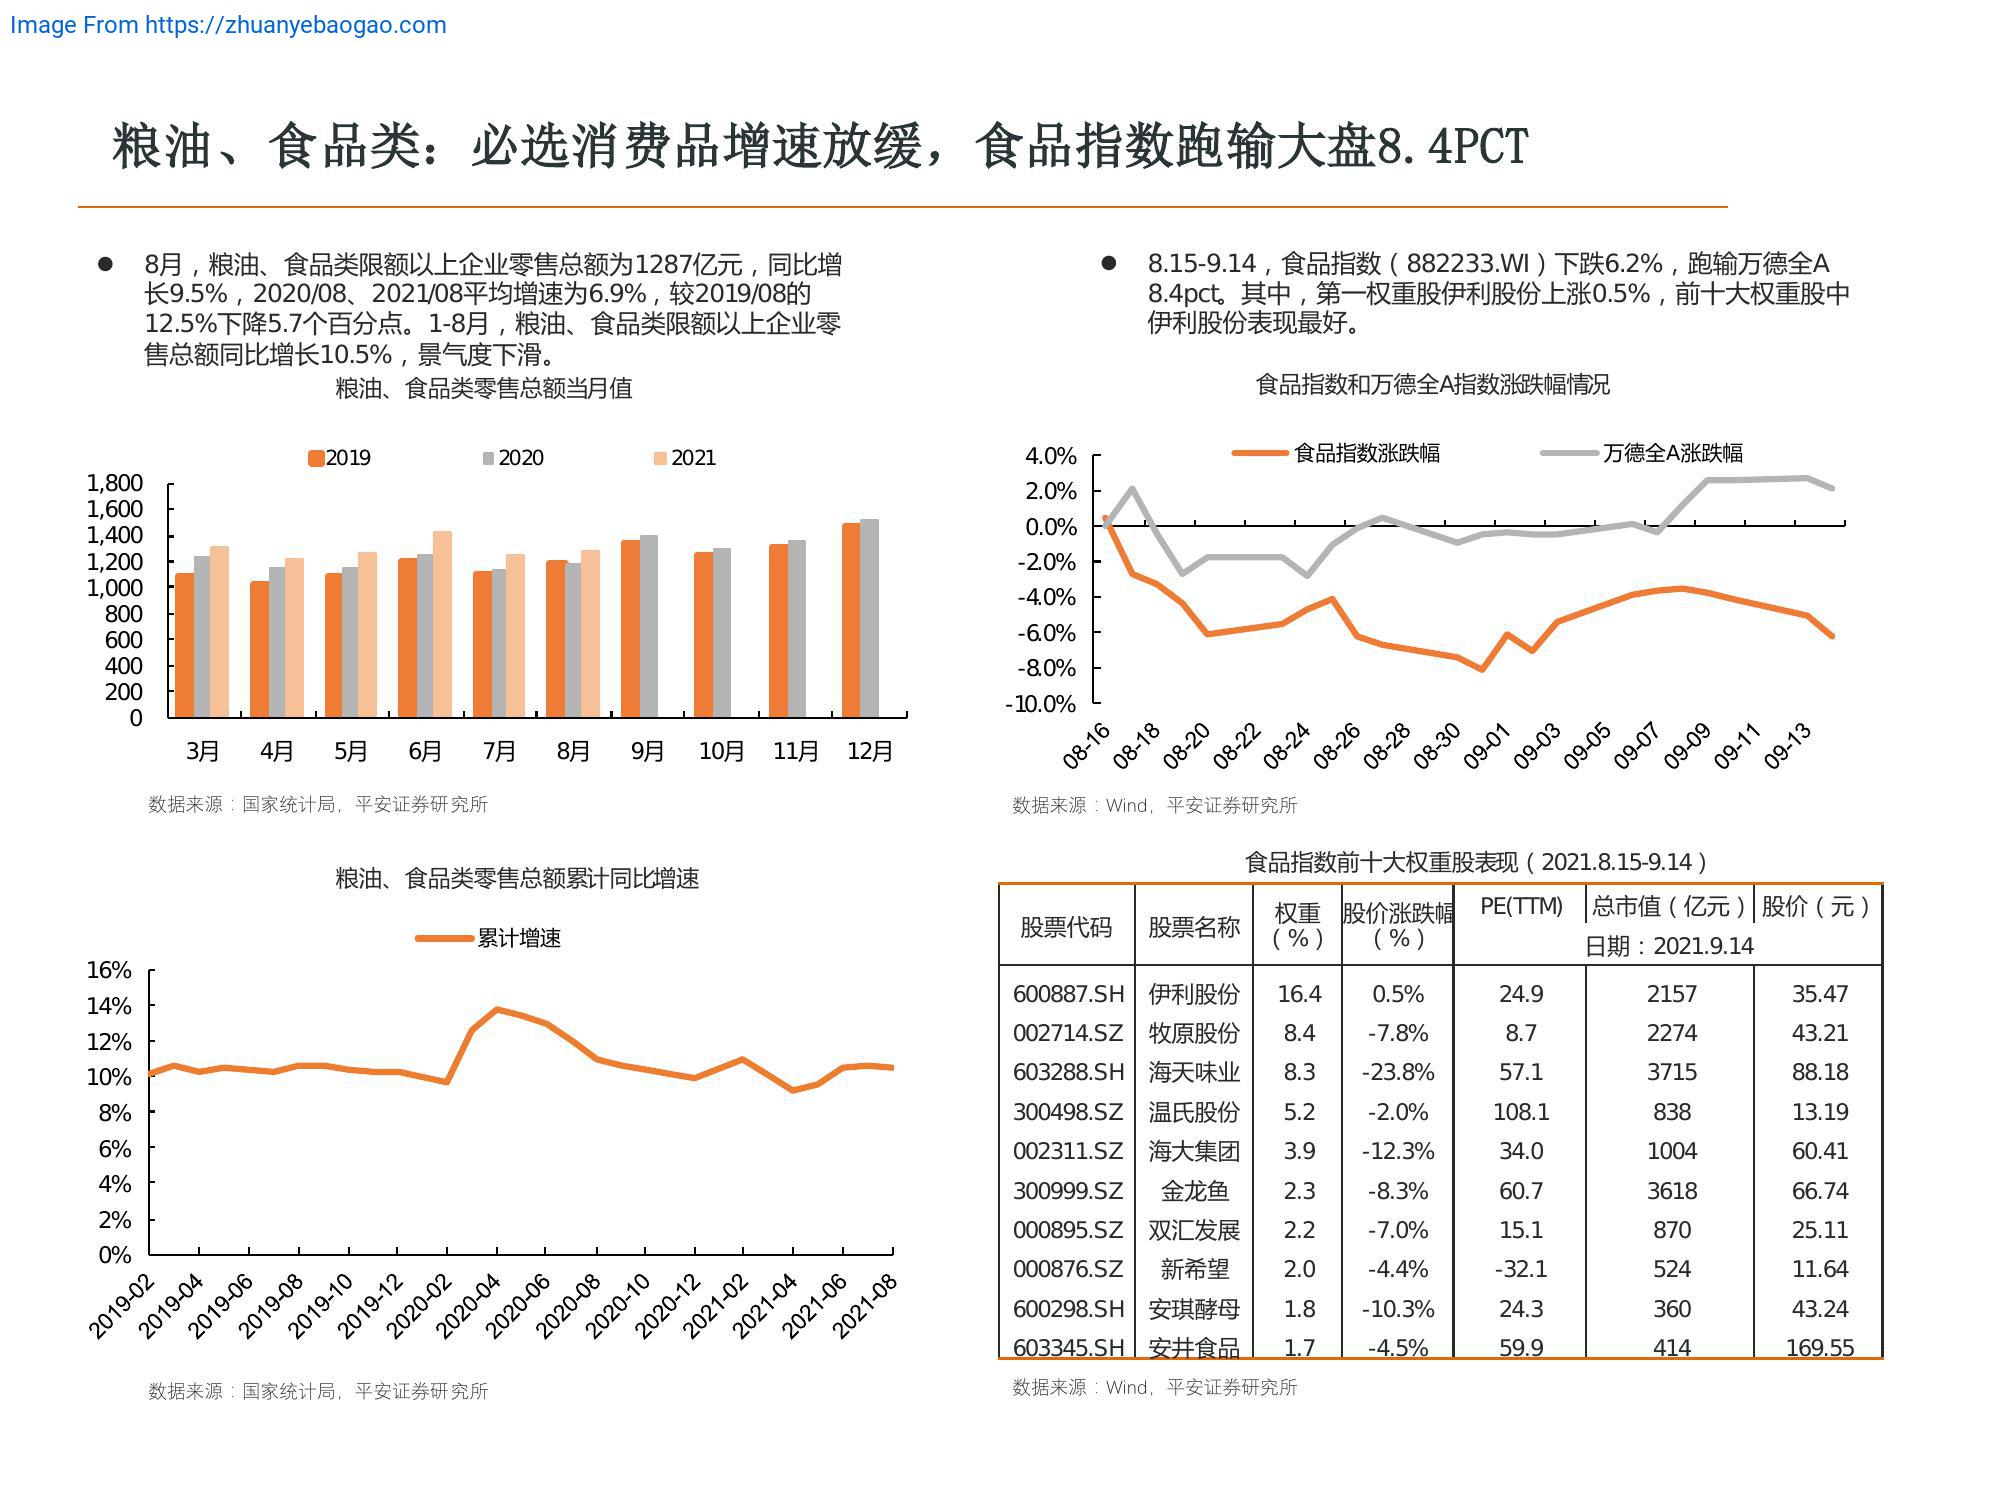 Image From https://zhuanyebaogao.com
粮油、食品类：必选消费品增速放缓，食品指数跑输大盘8.4PCT
● 8月，粮油、食品类限额以上企业零售总额为1287亿元，同比增
长9.5%，2020/08、2021/08平均增速为6.9%，较2019/08的
12.5%下降5.7个百分点。1-8月，粮油、食品类限额以上企业零
售总额同比增长10.5%，景气度下滑。
粮油、食品类零售总额当月值
2019 2020 2021
1,800
1,600
1,400
1,200
1,000
800
600
400
200
0
3月 4月 5月 6月 7月 8月 9月 10月 11月 12月
数据来源：国家统计局，平安证券研究所
粮油、食品类零售总额累计同比增速
累计增速
16%
14%
12%
10%
8%
6%
4%
2%
0%
2019-02 2019-04 2019-06 2019-08 2019-10 2019-12 2020-02 2020-04 2020-06 2020-08 2020-10 2020-12 2021-02 2021-04 2021-06 2021-08
数据来源：国家统计局，平安证券研究所
● 8.15-9.14，食品指数（882233.WI）下跌6.2%，跑输万德全A
8.4pct。其中，第一权重股伊利股份上涨0.5%，前十大权重股中
伊利股份表现最好。
食品指数和万德全A指数涨跌幅情况
食品指数涨跌幅 万德全A涨跌幅
4.0%
2.0%
0.0%
-2.0%
-4.0%
-6.0%
-8.0%
-10.0%
08-16 08-18 08-20 08-22 08-24 08-26 08-28 08-30 09-01 09-03 09-05 09-07 09-09 09-11 09-13
数据来源：Wind，平安证券研究所
食品指数前十大权重股表现（2021.8.15-9.14）
股票代码 股票名称 权重（%） 股价涨跌幅（%） PE(TTM) 总市值（亿元） 股价（元）
日期：2021.9.14
600887.SH 伊利股份 16.4 0.5% 24.9 2157 35.47
002714.SZ 牧原股份 8.4 -7.8% 8.7 2274 43.21
603288.SH 海天味业 8.3 -23.8% 57.1 3715 88.18
300498.SZ 温氏股份 5.2 -2.0% 108.1 838 13.19
002311.SZ 海大集团 3.9 -12.3% 34.0 1004 60.41
300999.SZ 金龙鱼 2.3 -8.3% 60.7 3618 66.74
000895.SZ 双汇发展 2.2 -7.0% 15.1 870 25.11
000876.SZ 新希望 2.0 -4.4% -32.1 524 11.64
600298.SH 安琪酵母 1.8 -10.3% 24.3 360 43.24
603345.SH 安井食品 1.7 -4.5% 59.9 414 169.55
数据来源：Wind，平安证券研究所